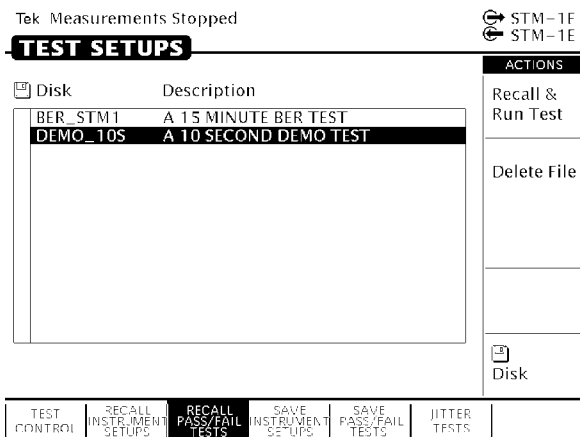 Tek Measurements Stopped
STM-1E
STM-1E
TEST SETUPS
ACTIONS
Disk Description
BER_STM1 A 15 MINUTE BER TEST
DEMO_10S A 10 SECOND DEMO TEST
Recall &
Run Test
Delete File
Disk
TEST
CONTROL
RECALL
INSTRUMENT
SETUPS
RECALL
PASS/FAIL
TESTS
SAVE
INSTRUMENT
SETUPS
SAVE
PASS/FAIL
TESTS
JITTER
TESTS